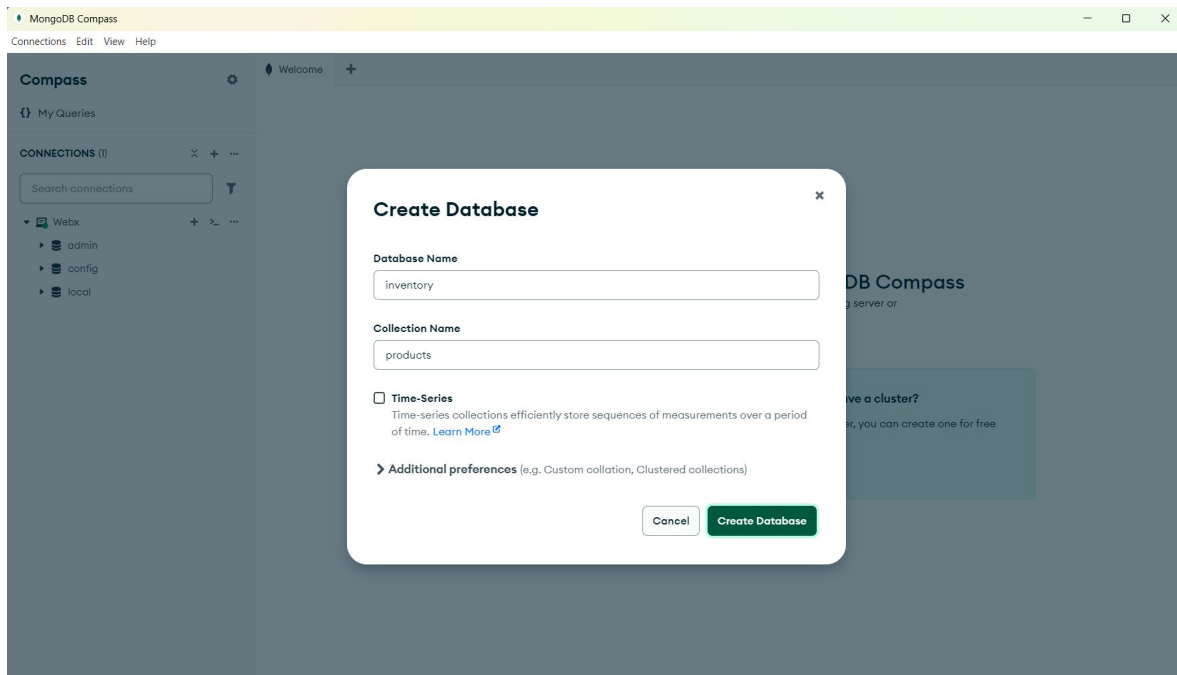 MongoDB Compass
Connections Edit View Help
Compass
Welcome
{} My Queries
CONNECTIONS (1)
Search connections
Webx
admin
config
local
Create Database
Database Name
inventory
Collection Name
products
Time-Series
Time-series collections efficiently store sequences of measurements over a period
of time. Learn More
Additional preferences (e.g. Custom collation, Clustered collections)
Cancel Create Database
DB Compass
server or
a cluster?
you can create one for free